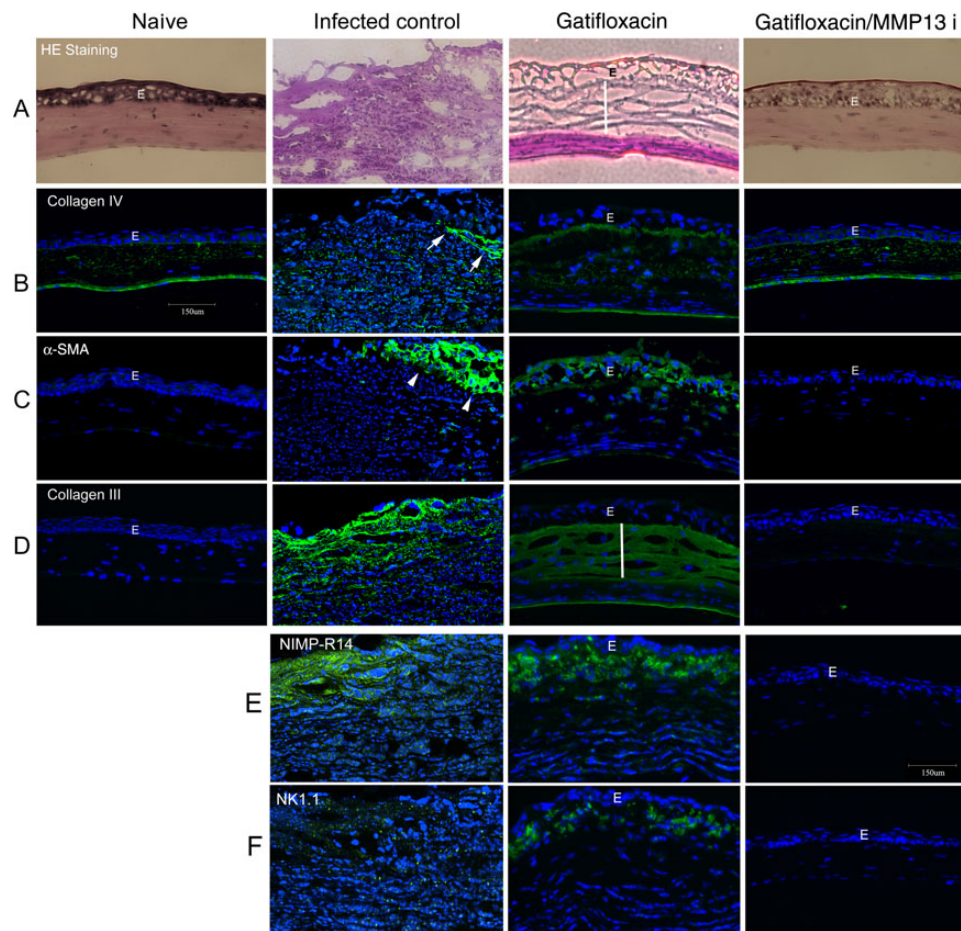 Naive Infected control Gatifloxacin Gatifloxacin/MMP13 i
A
HE Staining
E
E
E
B
Collagen IV
E
E
E
150um
C
α-SMA
E
E
E
D
Collagen III
E
E
E
E
NIMP-R14
E
E
150um
F
NK1.1
E
E